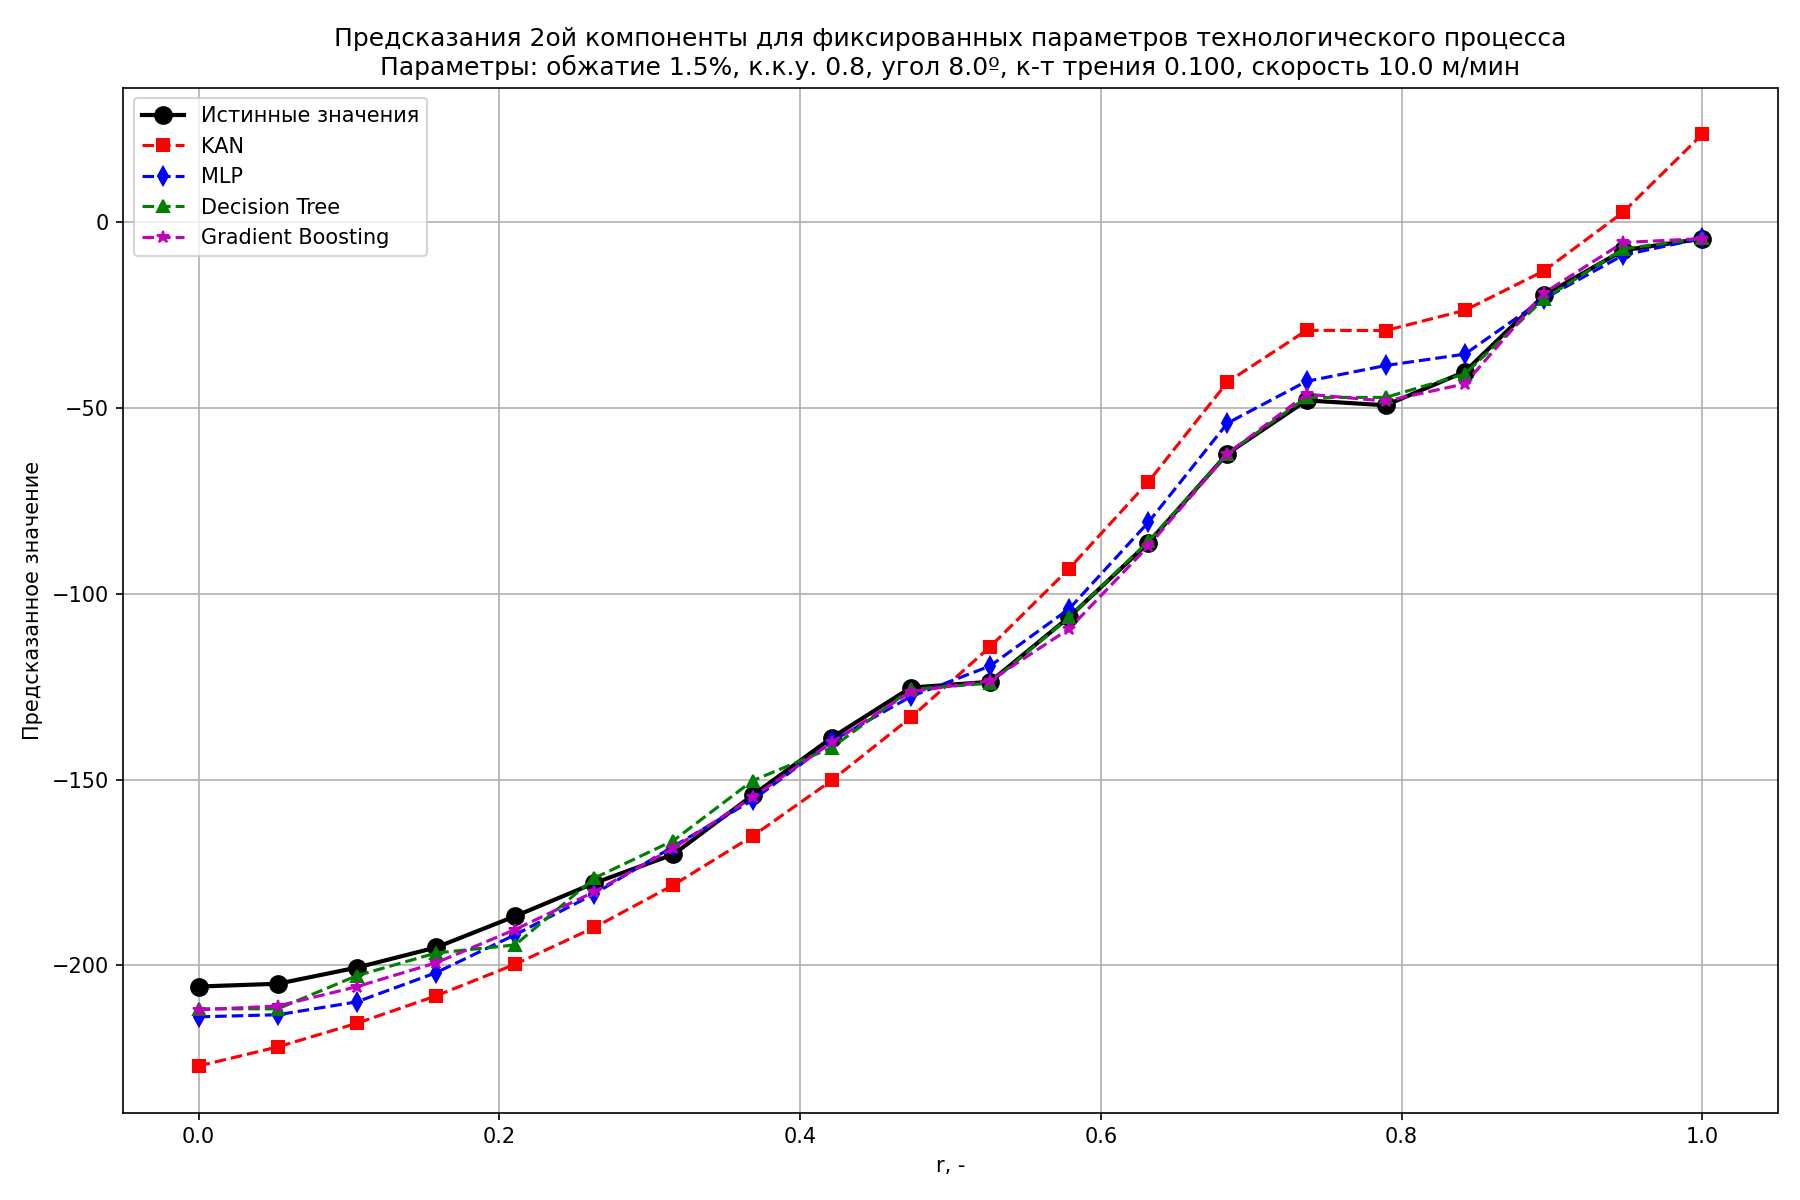 Предсказания 2ой компоненты для фиксированных параметров технологического процесса
Параметры: обжатие 1.5%, к.к.у. 0.8, угол 8.0º, к-т трения 0.100, скорость 10.0 м/мин
Истинные значения
KAN
MLP
Decision Tree
Gradient Boosting
Предсказанное значение
0
−50
−100
−150
−200
0.0 0.2 0.4 0.6 0.8 1.0
r, -